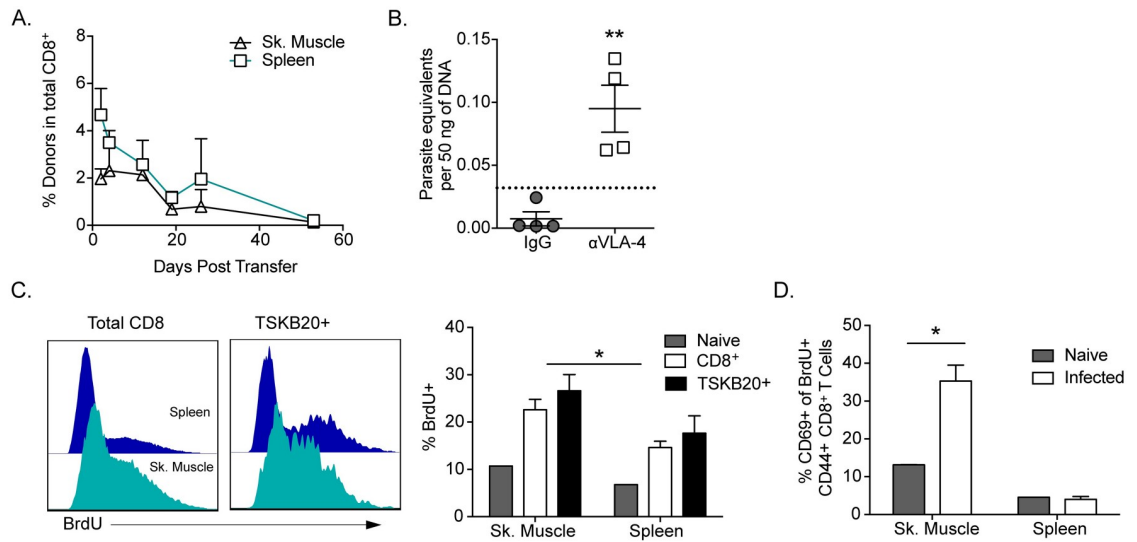 A.
% Donors in total CD8⁺
8
6
4
2
0
0 20 40 60
Days Post Transfer
Sk. Muscle
Spleen
B.
Parasite equivalents
per 50 ng of DNA
0.15
0.10
0.05
0.00
**
IgG αVLA-4
C.
Total CD8 TSKB20+
Spleen
Sk. Muscle
BrdU
% BrdU+
40
30
20
10
0
*
Naive
CD8⁺
TSKB20+
Sk. Muscle Spleen
D.
% CD69+ of BrdU+
CD44+ CD8⁺ T Cells
50
40
30
20
10
0
*
Naive
Infected
Sk. Muscle Spleen